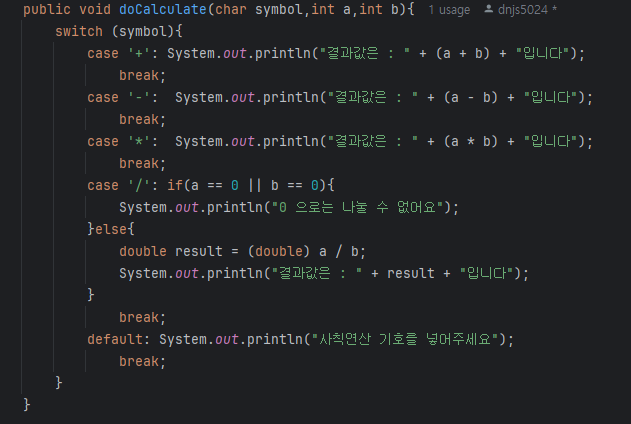 public void doCalculate(char symbol,int a,int b){ 1 usage dnjs5024 *
switch (symbol){
case '+': System.out.println("결과값은 : " + (a + b) + "입니다");
break;
case '-':  System.out.println("결과값은 : " + (a - b) + "입니다");
break;
case '*':  System.out.println("결과값은 : " + (a * b) + "입니다");
break;
case '/': if(a == 0 || b == 0){
System.out.println("0 으로는 나눌 수 없어요");
}else{
double result = (double) a / b;
System.out.println("결과값은 : " + result + "입니다");
}
break;
default: System.out.println("사칙연산 기호를 넣어주세요");
break;
}
}